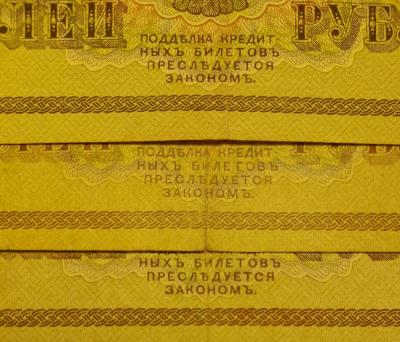 ЛЕЙ РУБ
ПОДДѢЛКА КРЕДИТ-
НЫХЪ БИЛЕТОВЪ
ПРЕСЛѢДУЕТСЯ
ЗАКОНОМЪ.
ПОДДѢЛКА КРЕДИТ-
НЫХЪ БИЛЕТОВЪ
ПРЕСЛѢДУЕТСЯ
ЗАКОНОМЪ.
НЫХЪ БИЛЕТОВЪ
ПРЕСЛѢДУЕТСЯ
ЗАКОНОМЪ.